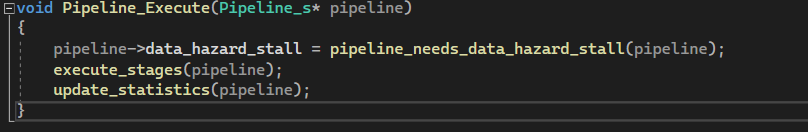 void Pipeline_Execute(Pipeline_s* pipeline)
{
    pipeline->data_hazard_stall = pipeline_needs_data_hazard_stall(pipeline);
    execute_stages(pipeline);
    update_statistics(pipeline);
}